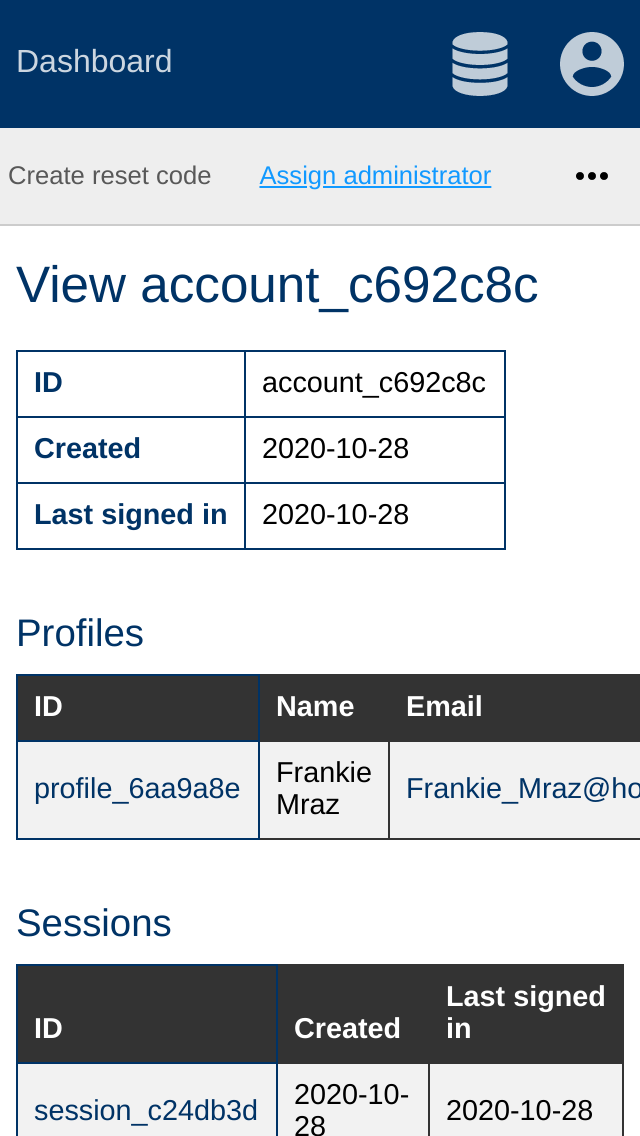 Dashboard
Create reset code Assign administrator
View account_c692c8c
ID account_c692c8c
Created 2020-10-28
Last signed in 2020-10-28
Profiles
ID Name Email
profile_6aa9a8e Frankie Mraz Frankie_Mraz@ho
Sessions
ID Created Last signed in
session_c24db3d 2020-10-28 2020-10-28